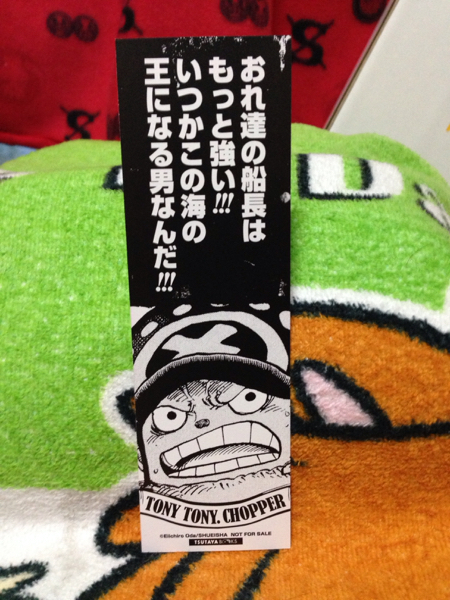 おれ達の船長は
もっと強い!!!
いつかこの海の
王になる男なんだ!!!
TONY TONY. CHOPPER
©Eiichiro Oda/SHUEISHA NOT FOR SALE
TSUTAYA